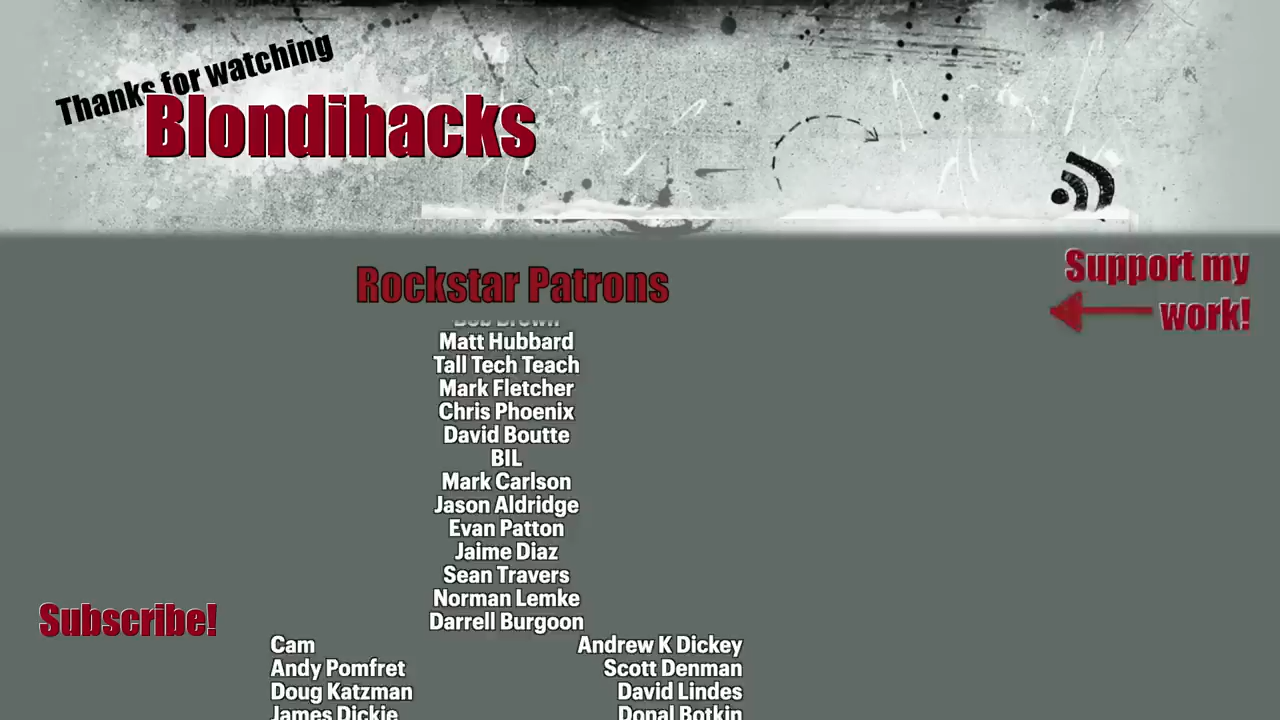 Thanks for watching
Blondihacks
Support my
work!
Rockstar Patrons
Bob Brown
Matt Hubbard
Tall Tech Teach
Mark Fletcher
Chris Phoenix
David Boutte
BIL
Mark Carlson
Jason Aldridge
Evan Patton
Jaime Diaz
Sean Travers
Norman Lemke
Darrell Burgoon
Subscribe!
Cam
Andrew K Dickey
Andy Pomfret
Scott Denman
Doug Katzman
David Lindes
James Dickie
Donal Botkin